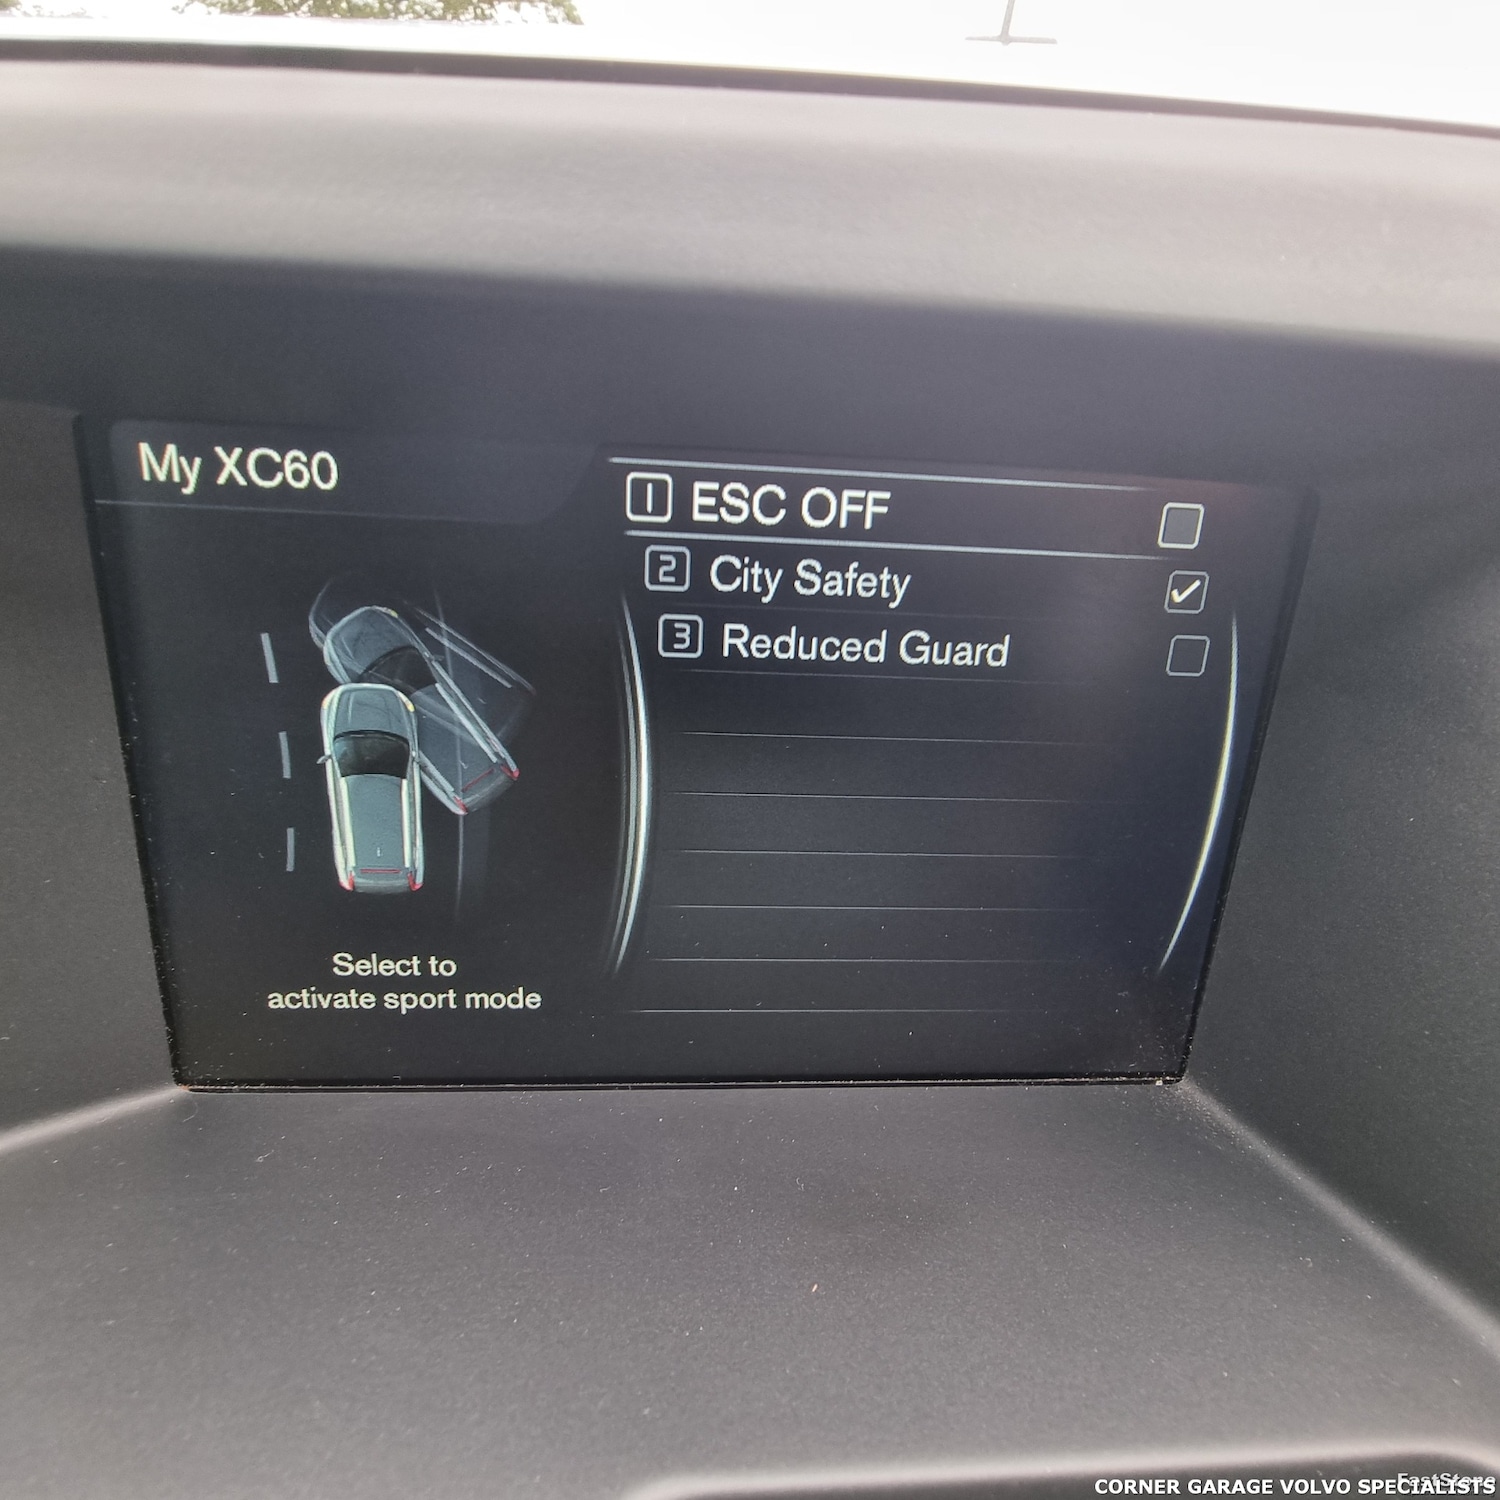 My XC60
1 ESC OFF
2 City Safety
3 Reduced Guard
Select to
activate sport mode
FastStone
CORNER GARAGE VOLVO SPECIALISTS